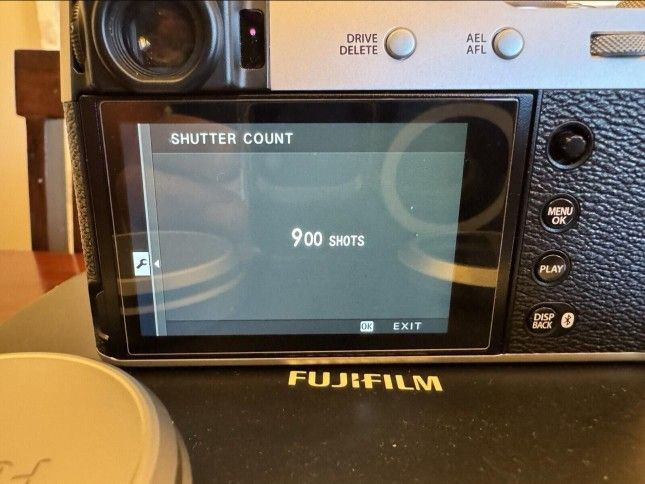 DRIVE
DELETE
AEL
AFL
SHUTTER COUNT
900 SHOTS
OK EXIT
MENU
OK
PLAY
DISP
BACK
FUJIFILM